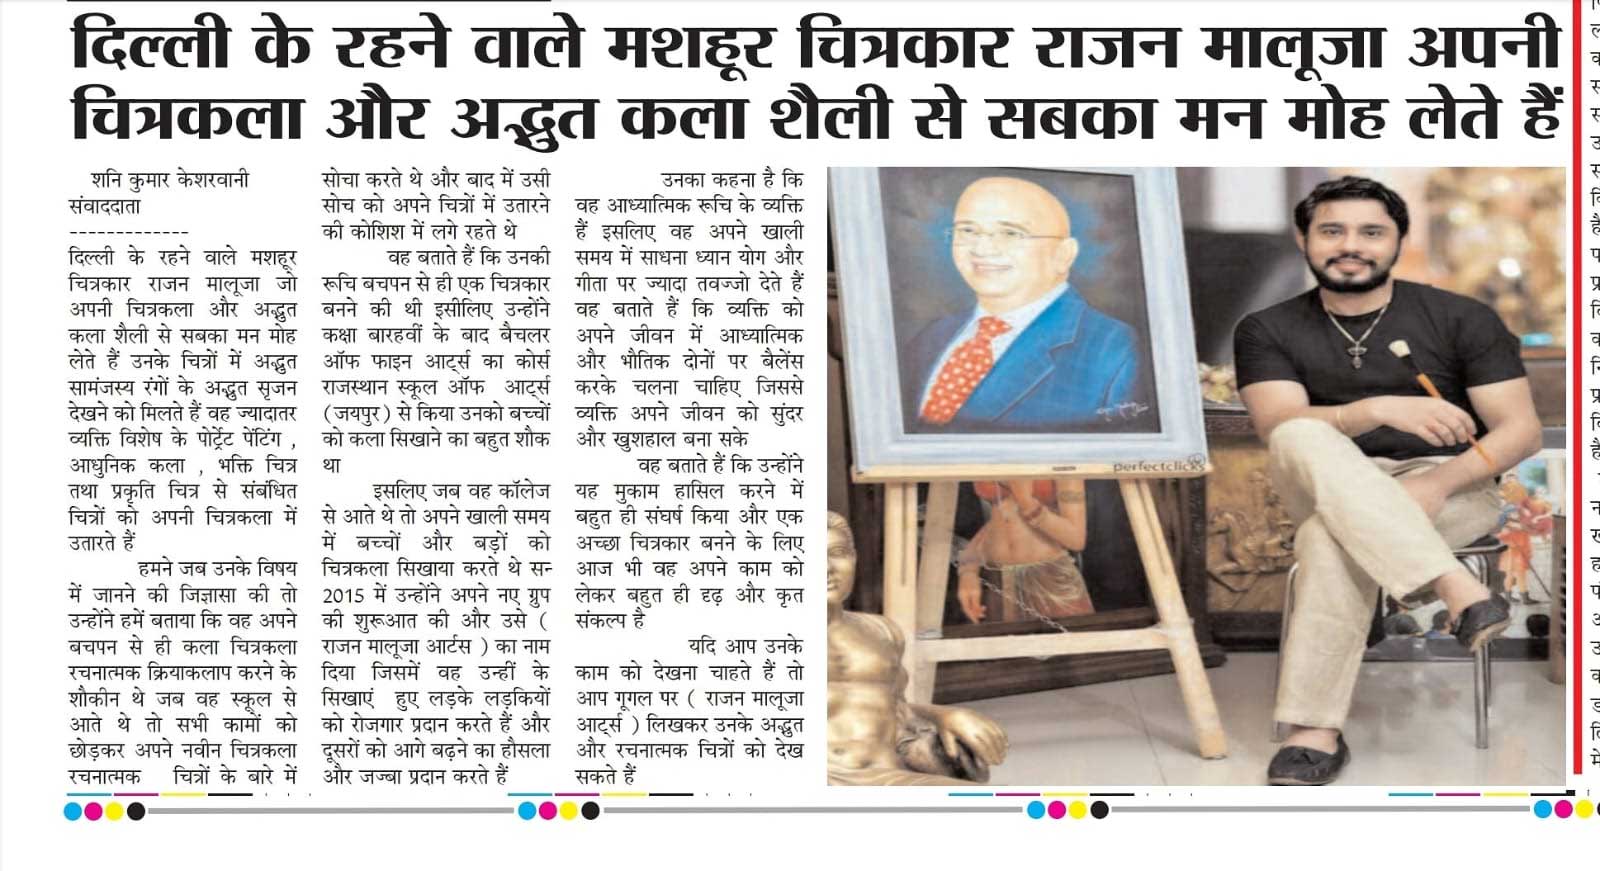 दिल्ली के रहने वाले मशहूर चित्रकार राजन मालूजा अपनी
चित्रकला और अद्भुत कला शैली से सबका मन मोह लेते हैं
शनि कुमार केशरवानी
संवाददाता
-------------
दिल्ली के रहने वाले मशहूर
चित्रकार राजन मालूजा जो
अपनी चित्रकला और अद्भुत
कला शैली से सबका मन मोह
लेते हैं उनके चित्रों में अद्भुत
सामंजस्य रंगों के अद्भुत सृजन
देखने को मिलते हैं वह ज्यादातर
व्यक्ति विशेष के पोर्ट्रेट पेंटिंग ,
आधुनिक कला , भक्ति चित्र
तथा प्रकृति चित्र से संबंधित
चित्रों को अपनी चित्रकला में
उतारते हैं
हमने जब उनके विषय
में जानने की जिज्ञासा की तो
उन्होंने हमें बताया कि वह अपने
बचपन से ही कला चित्रकला
रचनात्मक क्रियाकलाप करने के
शौकीन थे जब वह स्कूल से
आते थे तो सभी कामों को
छोड़कर अपने नवीन चित्रकला
रचनात्मक चित्रों के बारे में
सोचा करते थे और बाद में उसी
सोच को अपने चित्रों में उतारने
की कोशिश में लगे रहते थे
वह बताते हैं कि उनकी
रूचि बचपन से ही एक चित्रकार
बनने की थी इसीलिए उन्होंने
कक्षा बारहवीं के बाद बैचलर
ऑफ फाइन आर्ट्स का कोर्स
राजस्थान स्कूल ऑफ आर्ट्स
(जयपुर) से किया उनको बच्चों
को कला सिखाने का बहुत शौक
था
इसलिए जब वह कॉलेज
से आते थे तो अपने खाली समय
में बच्चों और बड़ों को
चित्रकला सिखाया करते थे सन
2015 में उन्होंने अपने नए ग्रुप
की शुरूआत की और उसे (
राजन मालूजा आर्टस ) का नाम
दिया जिसमें वह उन्हीं के
सिखाएं हुए लड़के लड़कियों
को रोजगार प्रदान करते हैं और
दूसरों को आगे बढ़ने का हौसला
और जज्बा प्रदान करते हैं
उनका कहना है कि
वह आध्यात्मिक रूचि के व्यक्ति
हैं इसलिए वह अपने खाली
समय में साधना ध्यान योग और
गीता पर ज्यादा तवज्जो देते हैं
वह बताते हैं कि व्यक्ति को
अपने जीवन में आध्यात्मिक
और भौतिक दोनों पर बैलेंस
करके चलना चाहिए जिससे
व्यक्ति अपने जीवन को सुंदर
और खुशहाल बना सके
वह बताते हैं कि उन्होंने
यह मुकाम हासिल करने में
बहुत ही संघर्ष किया और एक
अच्छा चित्रकार बनने के लिए
आज भी वह अपने काम को
लेकर बहुत ही दृढ़ और कृत
संकल्प है
यदि आप उनके
काम को देखना चाहते हैं तो
आप गूगल पर ( राजन मालूजा
आर्ट्स ) लिखकर उनके अद्भुत
और रचनात्मक चित्रों को देख
सकते हैं
perfectclicks